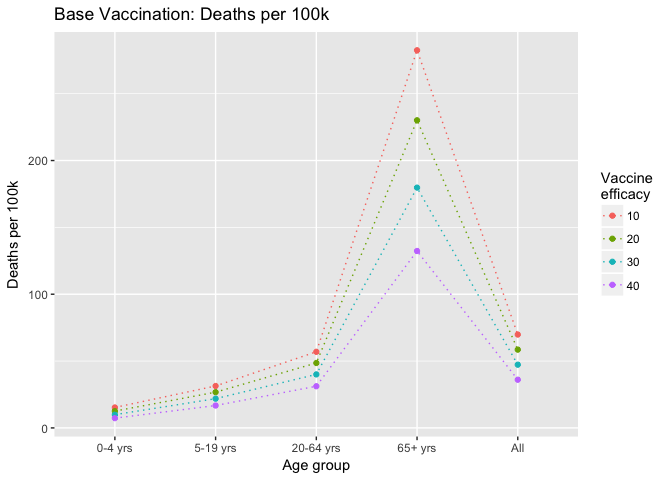 Base Vaccination: Deaths per 100k
Deaths per 100k
200
100
0
0-4 yrs
5-19 yrs
20-64 yrs
65+ yrs
All
Age group
Vaccine
efficacy
10
20
30
40